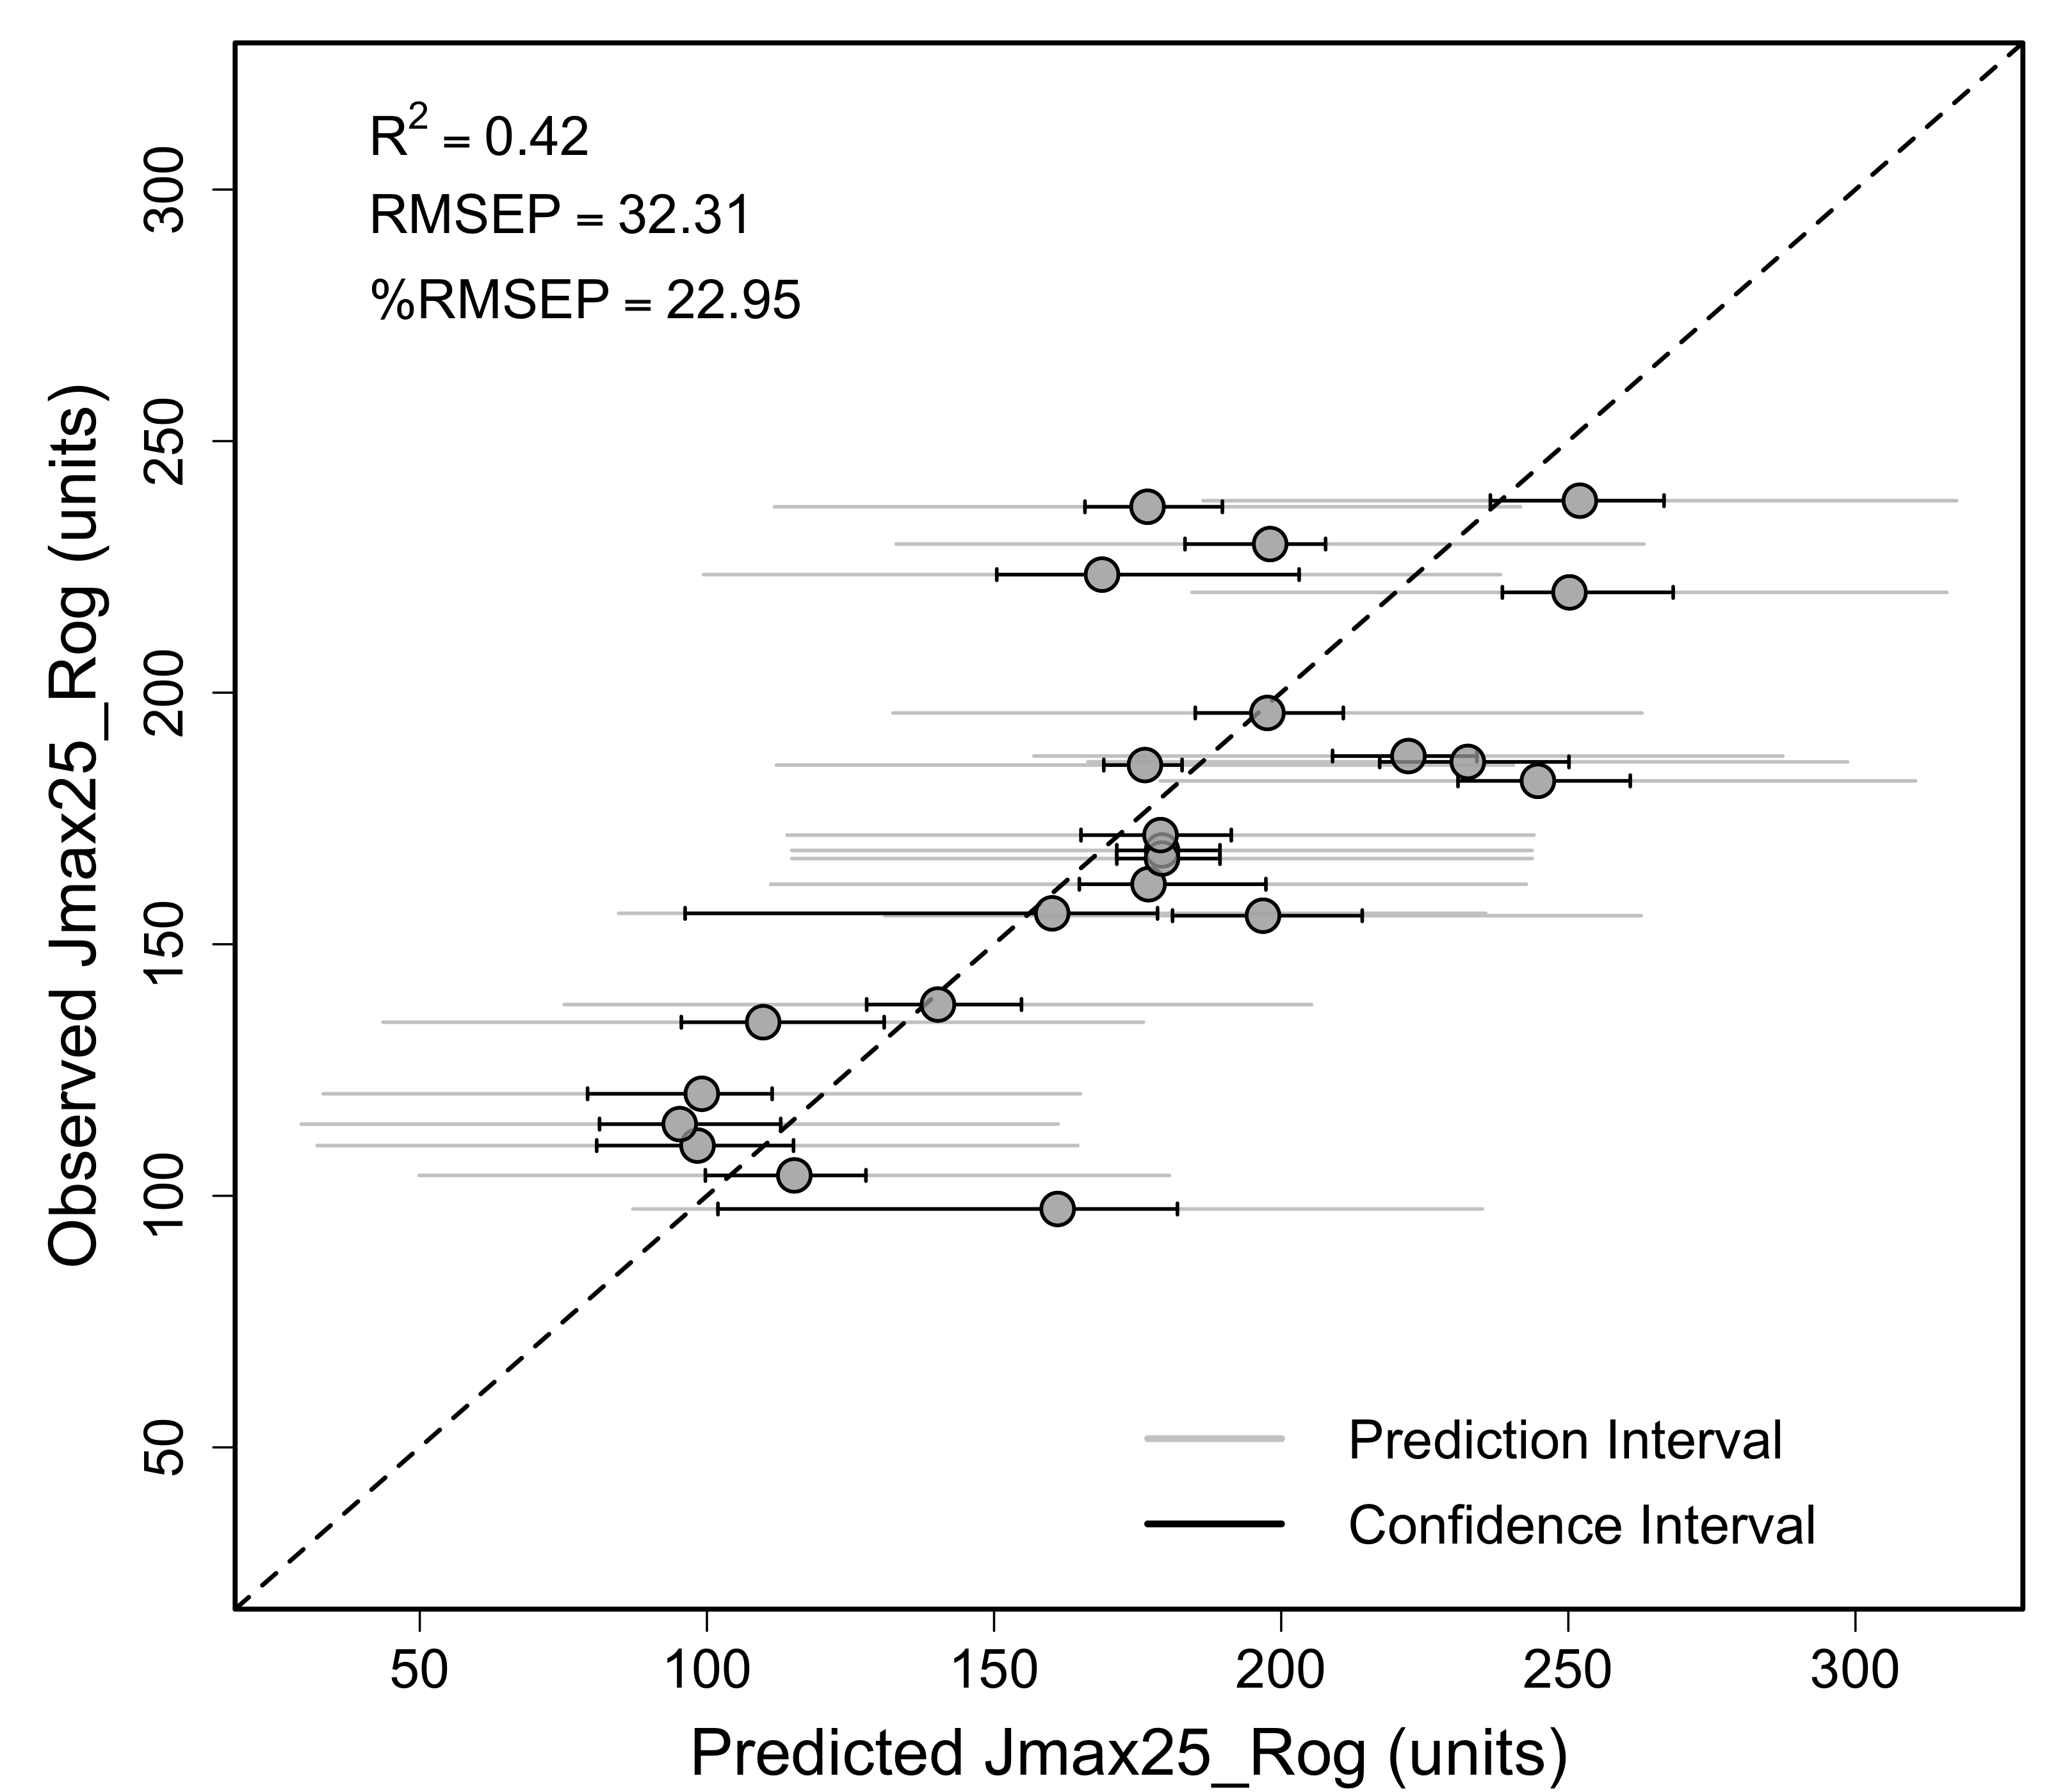 R² = 0.42
RMSEP = 32.31
%RMSEP = 22.95
Observed Jmax25_Rog (units)
300
250
200
150
100
50
Prediction Interval
Confidence Interval
50 100 150 200 250 300
Predicted Jmax25_Rog (units)